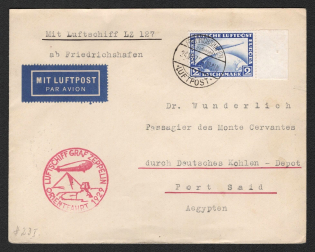 Mit Luftschiff LZ 127
ab Friedrichshafen
MIT LUFTPOST
PAR AVION
DEUTSCHE LUFTPOST
REICHSMARK
LUFTPOST
Dr. Wunderlich
Passagier des Monte Cervantes
durch Deutsches Kohlen - Depot
Port Said
Aegypten
LUFTSCHIFF GRAF ZEPPELIN
ORIENTFAHRT 1929